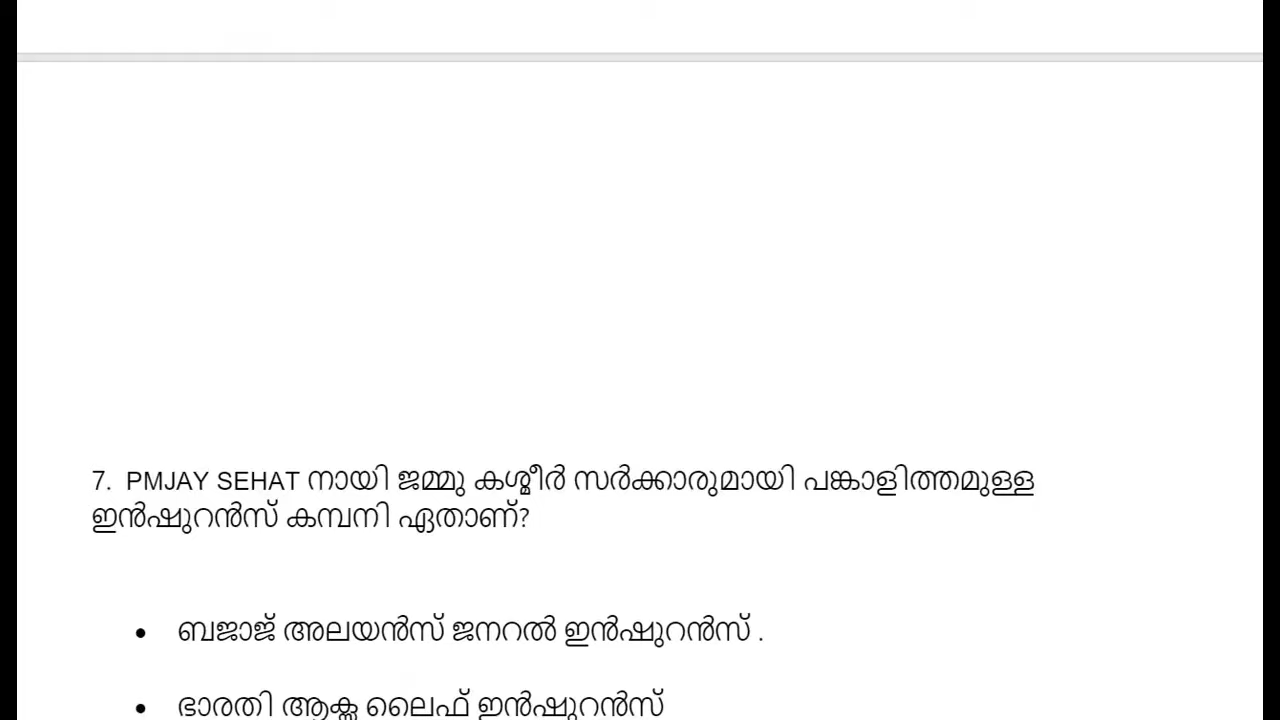 7. PMJAY SEHAT നായി ജമ്മു കശ്മീർ സർക്കാരുമായി പങ്കാളിത്തമുള്ള
ഇൻഷുറൻസ് കമ്പനി ഏതാണ്?
• ബജാജ് അലയൻസ് ജനറൽ ഇൻഷുറൻസ് .
• ഭാരതി ആക്സ ലൈഫ് ഇൻഷുറൻസ്